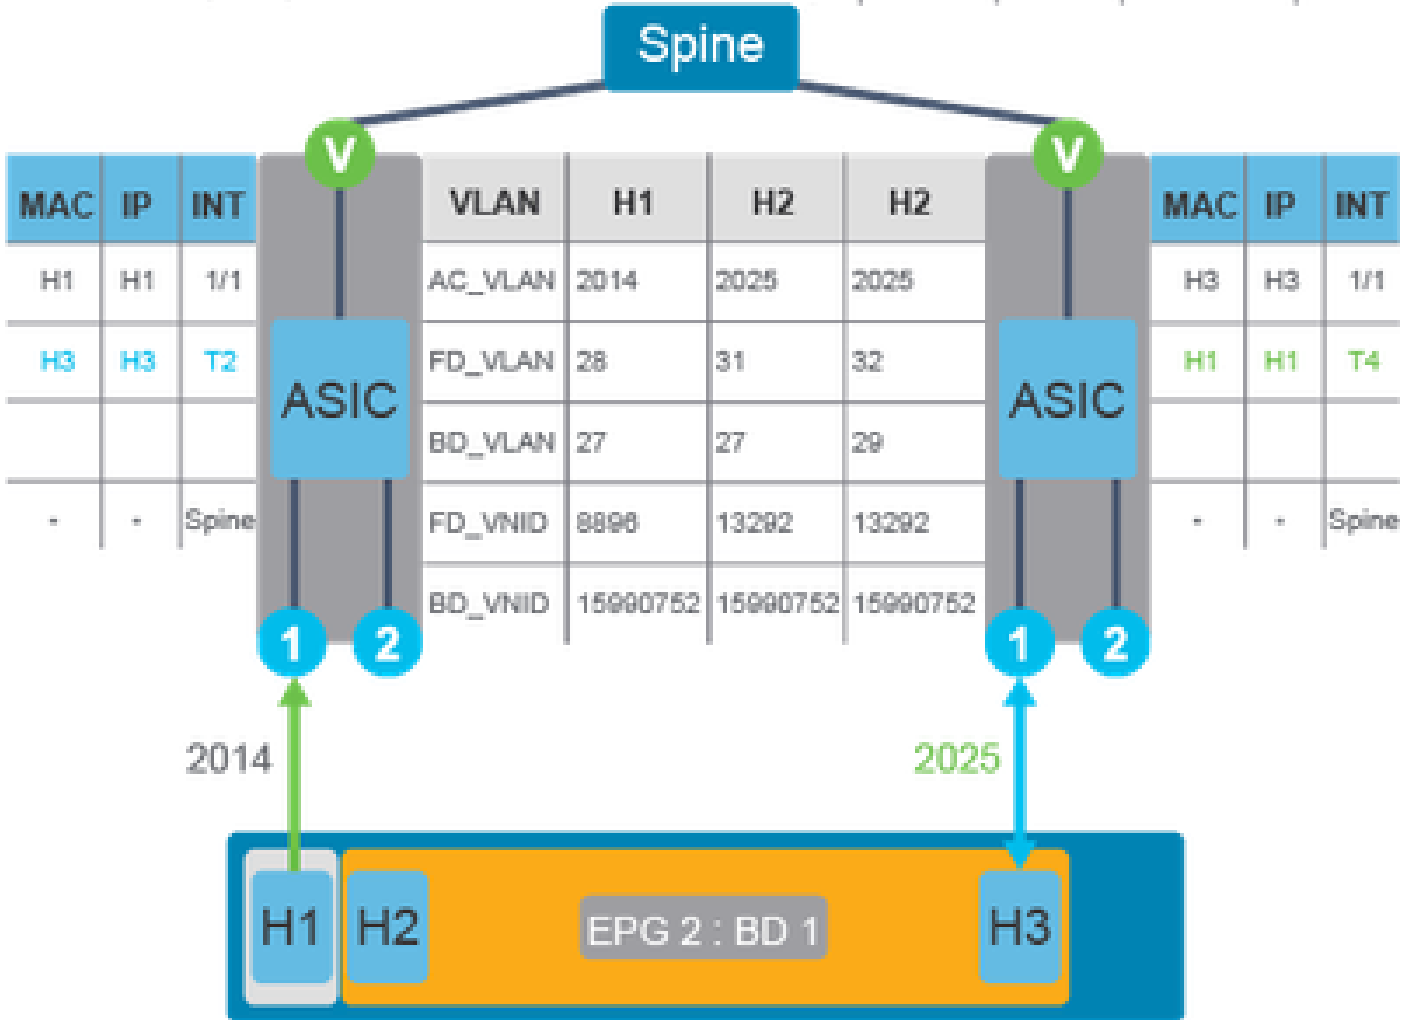 Spine
V V
MAC IP INT VLAN H1 H2 H2 MAC IP INT
H1 H1 1/1 AC_VLAN 2014 2025 2025 H3 H3 1/1
H3 H3 T2 ASIC FD_VLAN 28 31 32 ASIC H1 H1 T4
BD_VLAN 27 27 29
- - Spine FD_VNID 8896 13292 13292 - - Spine
BD_VNID 15990752 15990752 15990752
1 2 1 2
2014 2025
H1 H2 EPG 2 : BD 1 H3